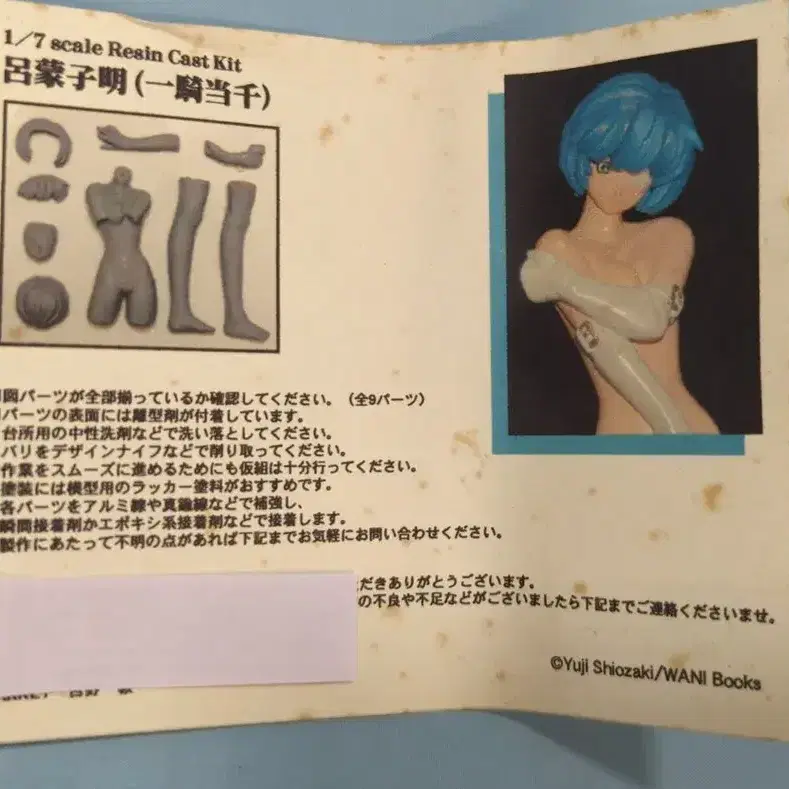 1/7 scale Resin Cast Kit
呂蒙子明(一騎当千)
図パーツが全部揃っているか確認してください。(全9パーツ)
パーツの表面には離型剤が付着しています。
台所用の中性洗剤などで洗い落としてください。
バリをデザインナイフなどで削り取ってください。
作業をスムーズに進めるためにも仮組は十分行ってください。
塗装には模型用のラッカー塗料がおすすめです。
各パーツをアルミ線や真鍮線などで補強し、
瞬間接着剤かエポキシ系接着剤などで接着します。
製作にあたって不明の点があれば下記までお気軽にお問い合わせください。
だきありがとうございます。
の不良や不足などがございましたら下記までご連絡くださいませ。
©Yuji Shiozaki/WANI Books